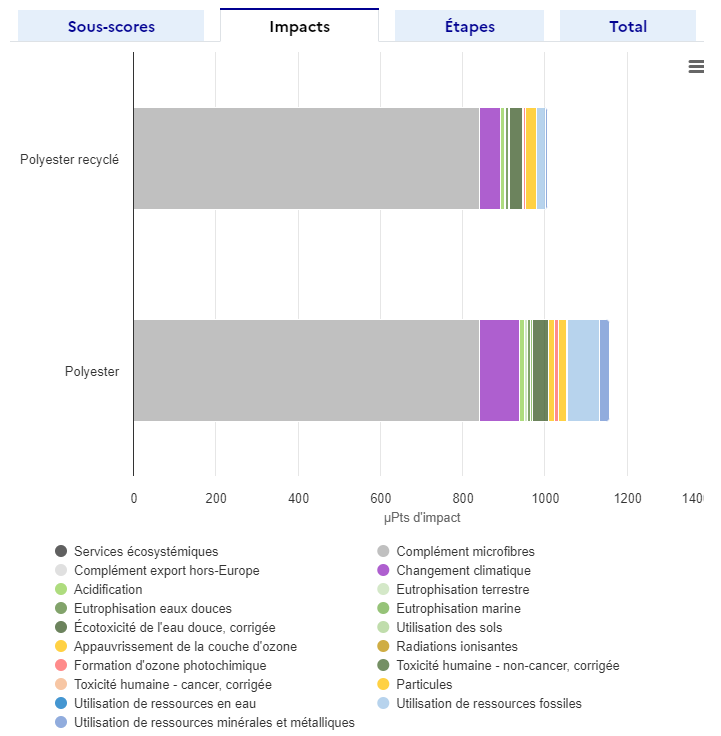 Sous-scores Impacts Étapes Total
Polyester recyclé
Polyester
0 200 400 600 800 1000 1200 140
µPts d'impact
Services écosystémiques Complément microfibres
Complément export hors-Europe Changement climatique
Acidification Eutrophisation terrestre
Eutrophisation eaux douces Eutrophisation marine
Écotoxicité de l'eau douce, corrigée Utilisation des sols
Appauvrissement de la couche d'ozone Radiations ionisantes
Formation d'ozone photochimique Toxicité humaine - non-cancer, corrigée
Toxicité humaine - cancer, corrigée Particules
Utilisation de ressources en eau Utilisation de ressources fossiles
Utilisation de ressources minérales et métalliques